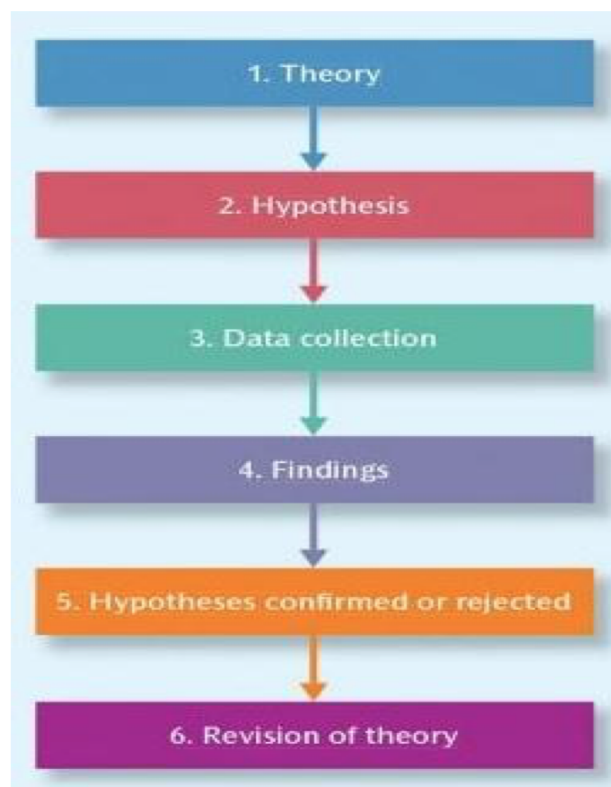 1. Theory
2. Hypothesis
3. Data collection
4. Findings
5. Hypotheses confirmed or rejected
6. Revision of theory